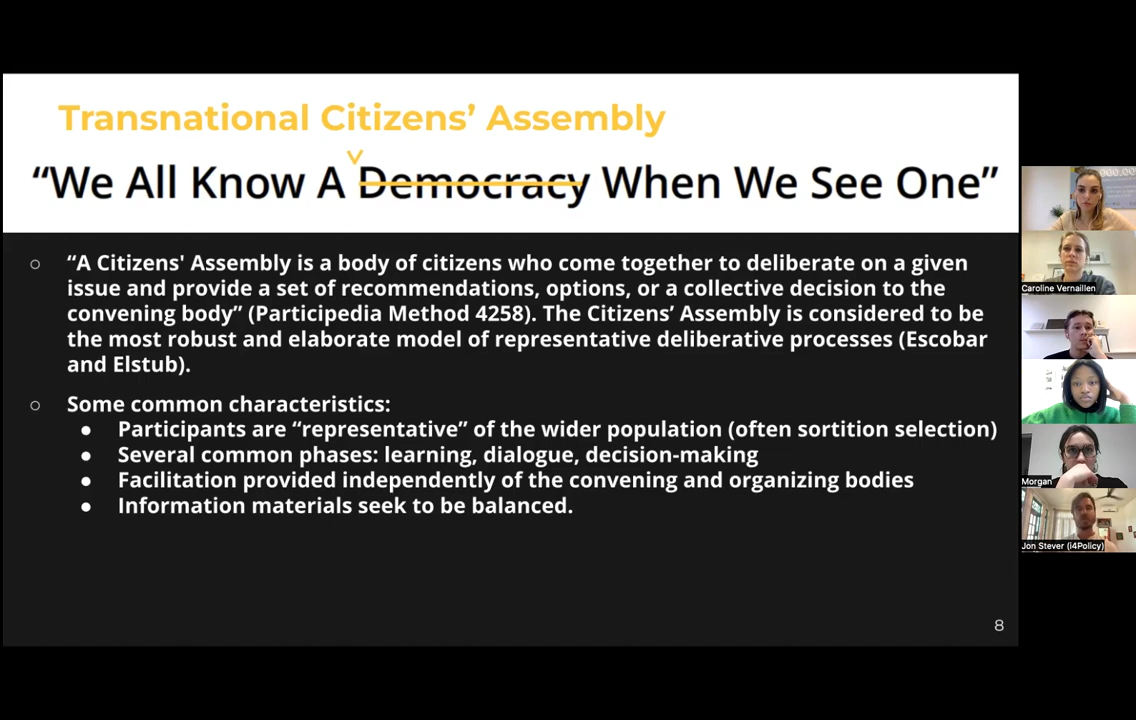 Transnational Citizens’ Assembly
“We All Know A Democracy When We See One”
“A Citizens' Assembly is a body of citizens who come together to deliberate on a given
issue and provide a set of recommendations, options, or a collective decision to the
convening body” (Participedia Method 4258). The Citizens’ Assembly is considered to be
the most robust and elaborate model of representative deliberative processes (Escobar
and Elstub).
Some common characteristics:
Participants are “representative” of the wider population (often sortition selection)
Several common phases: learning, dialogue, decision-making
Facilitation provided independently of the convening and organizing bodies
Information materials seek to be balanced.
8
Caroline Vernaillen
Morgan
Jon Stever (i4Policy)